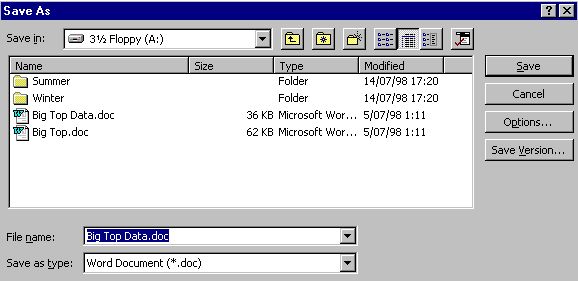 Save As
Save in: 3½ Floppy (A:)
Name Size Type Modified
Summer Folder 14/07/98 17:20
Winter Folder 14/07/98 17:20
Big Top Data.doc 36 KB Microsoft Wor... 5/07/98 1:11
Big Top.doc 62 KB Microsoft Wor... 5/07/98 1:11
Save
Cancel
Options...
Save Version...
File name: Big Top Data.doc
Save as type: Word Document (*.doc)